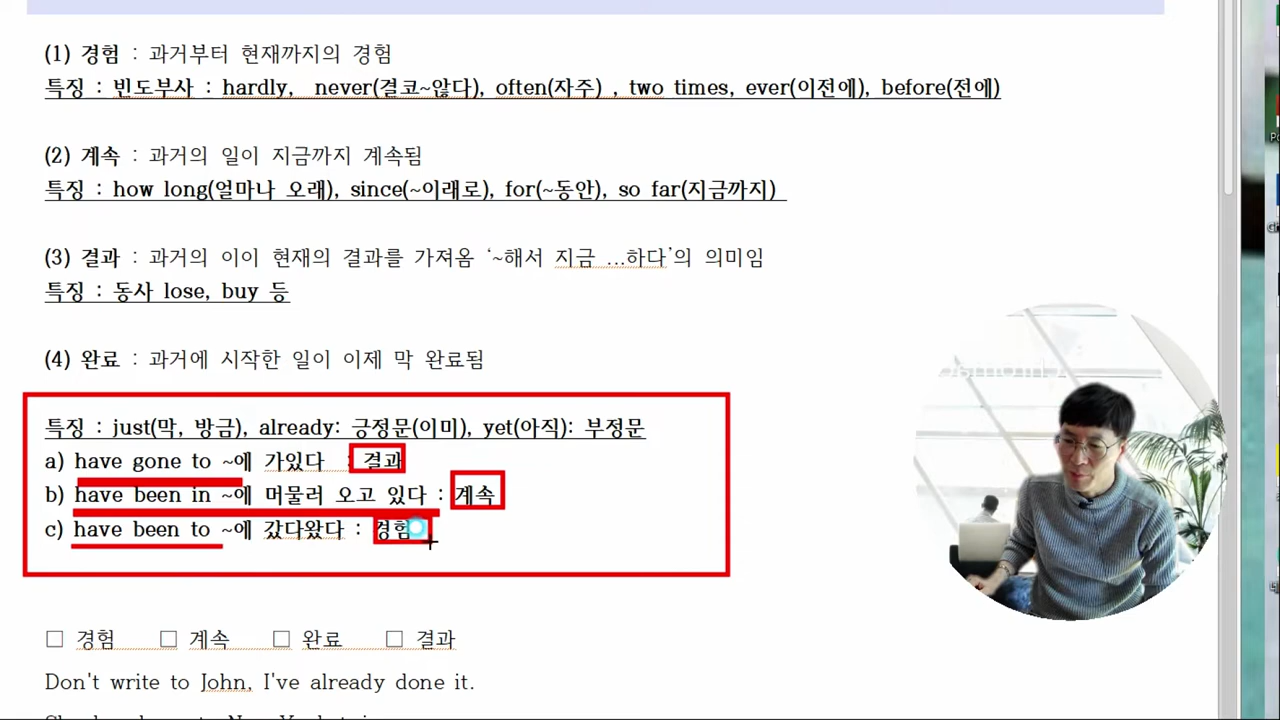 (1) 경험 : 과거부터 현재까지의 경험
특징 : 빈도부사 : hardly, never(결코~않다), often(자주) , two times, ever(이전에), before(전에)
(2) 계속 : 과거의 일이 지금까지 계속됨
특징 : how long(얼마나 오래), since(~이래로), for(~동안), so far(지금까지)
(3) 결과 : 과거의 이이 현재의 결과를 가져옴 '~해서 지금 ...하다'의 의미임
특징 : 동사 lose, buy 등
(4) 완료 : 과거에 시작한 일이 이제 막 완료됨
특징 : just(막, 방금), already: 긍정문(이미), yet(아직): 부정문
a) have gone to ~에 가있다 : 결과
b) have been in ~에 머물러 오고 있다 : 계속
c) have been to ~에 갔다왔다 : 경험
□ 경험 □ 계속 □ 완료 □ 결과
Don't write to John, I've already done it.